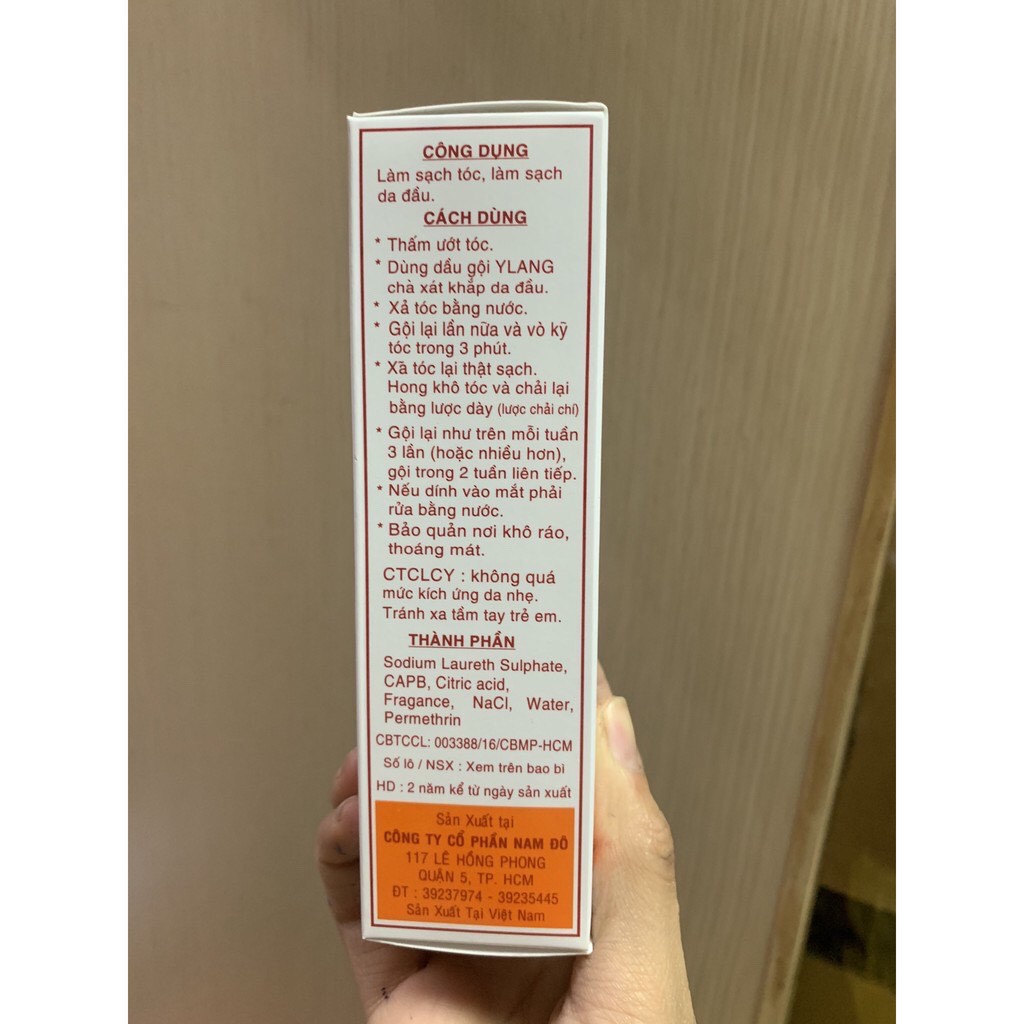 CÔNG DỤNG
Làm sạch tóc, làm sạch
da đầu.
CÁCH DÙNG
* Thấm ướt tóc.
* Dùng dầu gội YLANG
chà xát khắp da đầu.
* Xả tóc bằng nước.
* Gội lại lần nữa và vò kỹ
tóc trong 3 phút.
* Xã tóc lại thật sạch.
Hong khô tóc và chải lại
bằng lược dày (lược chải chí)
* Gội lại như trên mỗi tuần
3 lần (hoặc nhiều hơn),
gội trong 2 tuần liên tiếp.
* Nếu dính vào mắt phải
rửa bằng nước.
* Bảo quản nơi khô ráo,
thoáng mát.
CTCLCY : không quá
mức kích ứng da nhẹ.
Tránh xa tầm tay trẻ em.
THÀNH PHẦN
Sodium Laureth Sulphate,
CAPB, Citric acid,
Fragance, NaCl, Water,
Permethrin
CBTCCL: 003388/16/CBMP-HCM
Số lô / NSX : Xem trên bao bì
HD : 2 năm kể từ ngày sản xuất
Sản Xuất tại
CÔNG TY CỔ PHẦN NAM ĐÔ
117 LÊ HỒNG PHONG
QUẬN 5, TP. HCM
ĐT : 39237974 - 39235445
Sản Xuất Tại Việt Nam